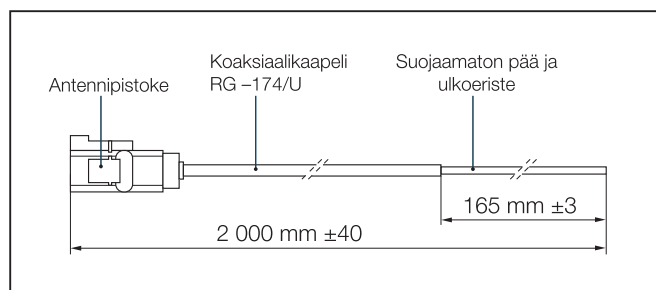 Antennipistoke
Koaksiaalikaapeli
RG –174/U
Suojaamaton pää ja
ulkoeriste
165 mm ±3
2 000 mm ±40